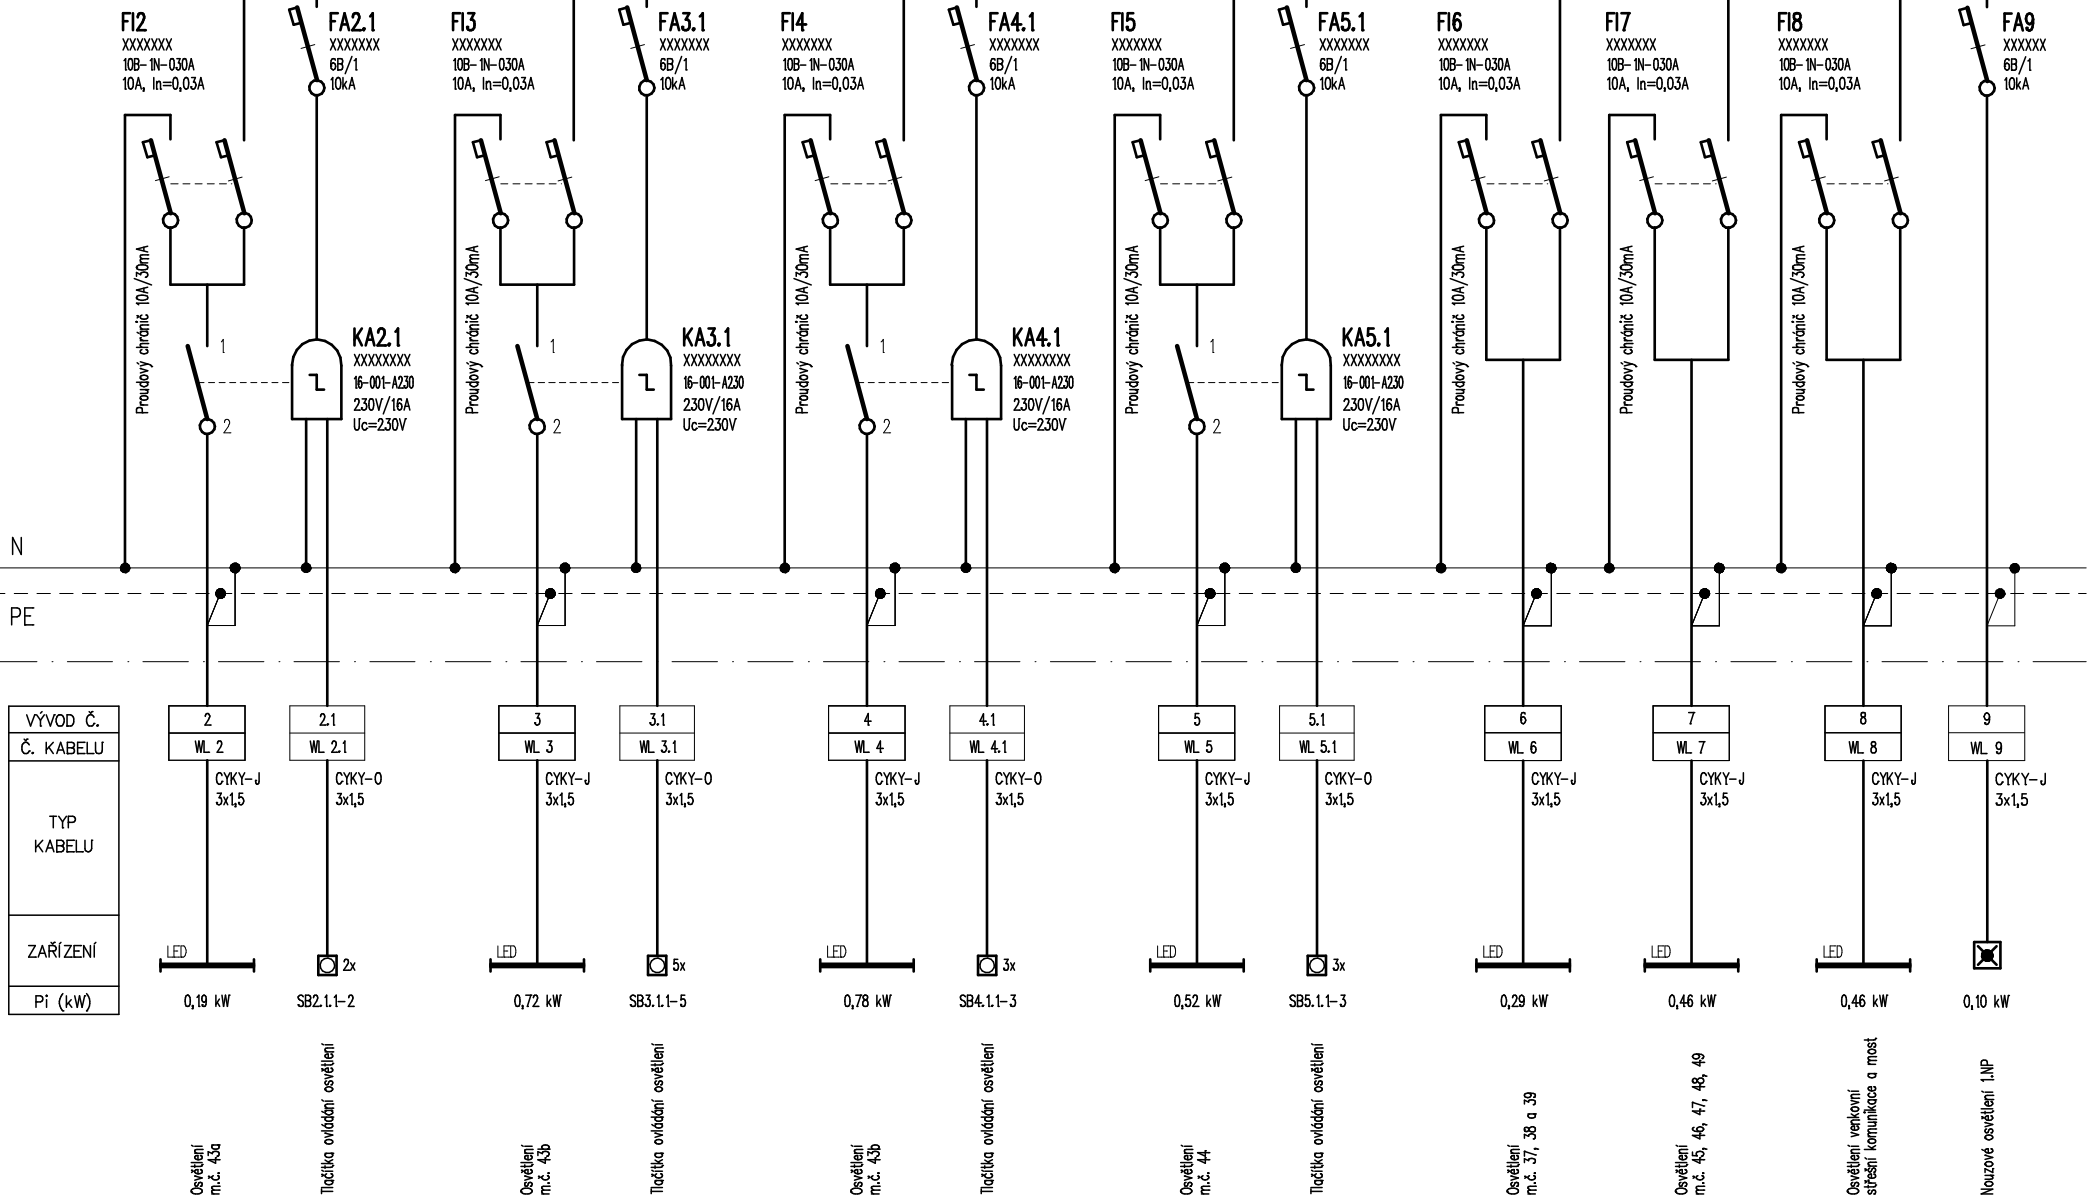 FI2
XXXXXXX
10B-1N-030A
10A, In=0,03A
FA2.1
XXXXXXX
6B/1
10kA
FI3
XXXXXXX
10B-1N-030A
10A, In=0,03A
FA3.1
XXXXXXX
6B/1
10kA
FI4
XXXXXXX
10B-1N-030A
10A, In=0,03A
FA4.1
XXXXXXX
6B/1
10kA
FI5
XXXXXXX
10B-1N-030A
10A, In=0,03A
FA5.1
XXXXXXX
6B/1
10kA
FI6
XXXXXXX
10B-1N-030A
10A, In=0,03A
FI7
XXXXXXX
10B-1N-030A
10A, In=0,03A
FI8
XXXXXXX
10B-1N-030A
10A, In=0,03A
FA9
XXXXXX
6B/1
10kA
Proudový chránič 10A/30mA
1
2
KA2.1
XXXXXXXX
16-001-A230
230V/16A
Uc=230V
Proudový chránič 10A/30mA
1
2
KA3.1
XXXXXXXX
16-001-A230
230V/16A
Uc=230V
Proudový chránič 10A/30mA
1
2
KA4.1
XXXXXXXX
16-001-A230
230V/16A
Uc=230V
Proudový chránič 10A/30mA
1
2
KA5.1
XXXXXXXX
16-001-A230
230V/16A
Uc=230V
Proudový chránič 10A/30mA
Proudový chránič 10A/30mA
Proudový chránič 10A/30mA
N
PE
VÝVOD Č. 2 2.1 3 3.1 4 4.1 5 5.1 6 7 8 9
Č. KABELU WL 2 WL 2.1 WL 3 WL 3.1 WL 4 WL 4.1 WL 5 WL 5.1 WL 6 WL 7 WL 8 WL 9
CYKY-J CYKY-O CYKY-J CYKY-O CYKY-J CYKY-O CYKY-J CYKY-O CYKY-J CYKY-J CYKY-J CYKY-J
3x1,5 3x1,5 3x1,5 3x1,5 3x1,5 3x1,5 3x1,5 3x1,5 3x1,5 3x1,5 3x1,5 3x1,5
TYP
KABELU
ZAŘÍZENÍ LED 2x LED 5x LED 3x LED 3x LED LED LED
Pi (kW) 0,19 kW SB2.1.1-2 0,72 kW SB3.1.1-5 0,78 kW SB4.1.1-3 0,52 kW SB5.1.1-3 0,29 kW 0,46 kW 0,46 kW 0,10 kW
Osvětlení
m.č. 43a
Tlačítka ovládání osvětlení
Osvětlení
m.č. 43b
Tlačítka ovládání osvětlení
Osvětlení
m.č. 43b
Tlačítka ovládání osvětlení
Osvětlení
m.č. 44
Tlačítka ovládání osvětlení
Osvětlení
m.č. 37, 38 a 39
Osvětlení
m.č. 45, 46, 47, 48, 49
Osvětlení venkovní
střešní komunikace a most
Nouzové osvětlení 1.NP